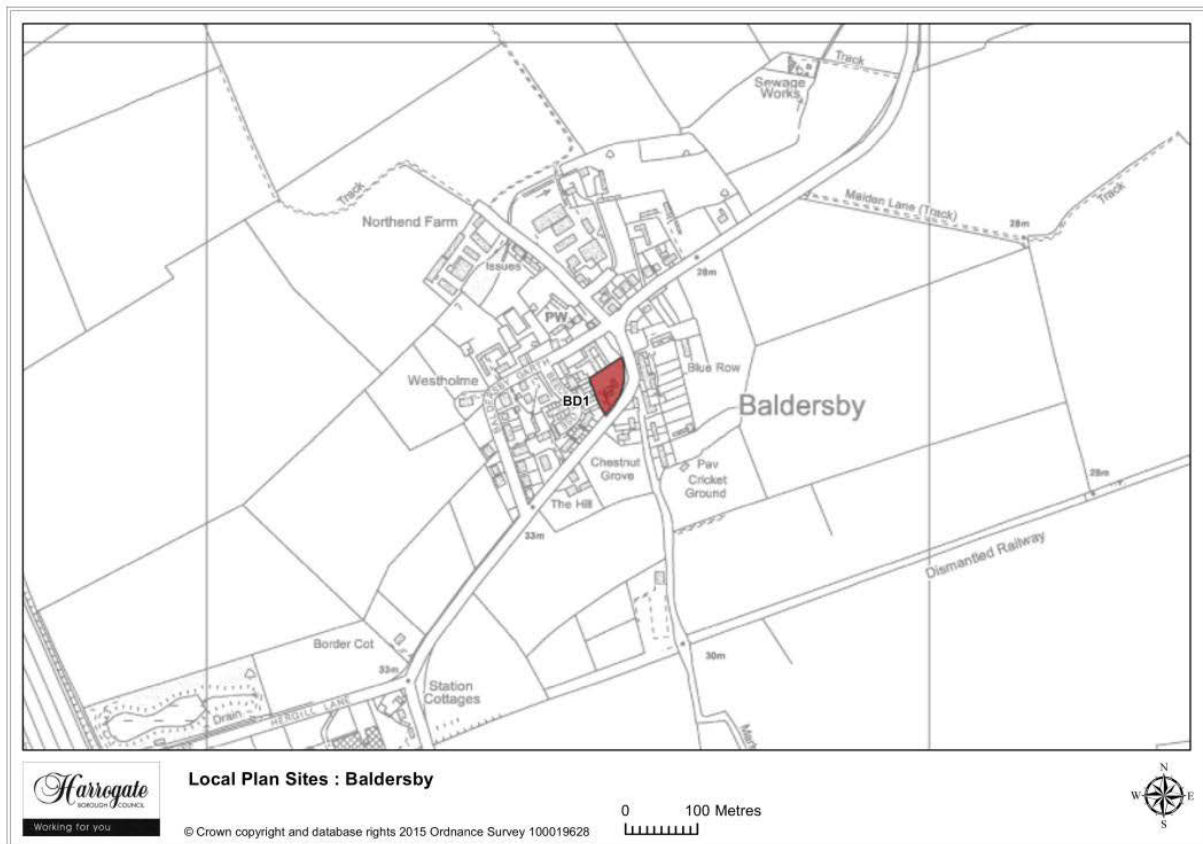 Track
Sewage
Works
Track
Maiden Lane (Track)
28m
Track
Northend Farm
Issues
28m
PW
Westholme
BALDERSBY GARTH
BD1
Blue Row
Baldersby
Chestnut
Grove
Pav
Cricket
Ground
28m
The Hill
33m
Dismantled Railway
Border Cot
30m
33m
Station
Cottages
Drain
HERGILL LANE
Harrogate
BOROUGH COUNCIL
Working for you
Local Plan Sites : Baldersby
© Crown copyright and database rights 2015 Ordnance Survey 100019628
0 100 Metres
N
W E
S